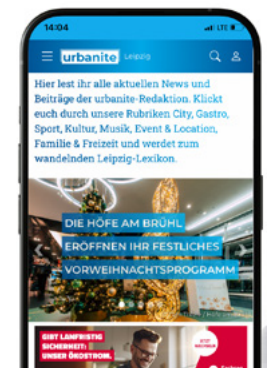 14:04
LTE
urbanite Leipzig
Hier lest ihr alle aktuellen News und
Beiträge der urbanite-Redaktion. Klickt
euch durch unsere Rubriken City, Gastro,
Sport, Kultur, Musik, Event & Location,
Familie & Freizeit und werdet zum
wandelnden Leipzig-Lexikon.
DIE HÖFE AM BRÜHL
ERÖFFNEN IHR FESTLICHES
VORWEIHNACHTSPROGRAMM
GIBT LANFRISTIG
SICHERHEIT:
UNSER ÖKOSTROM.